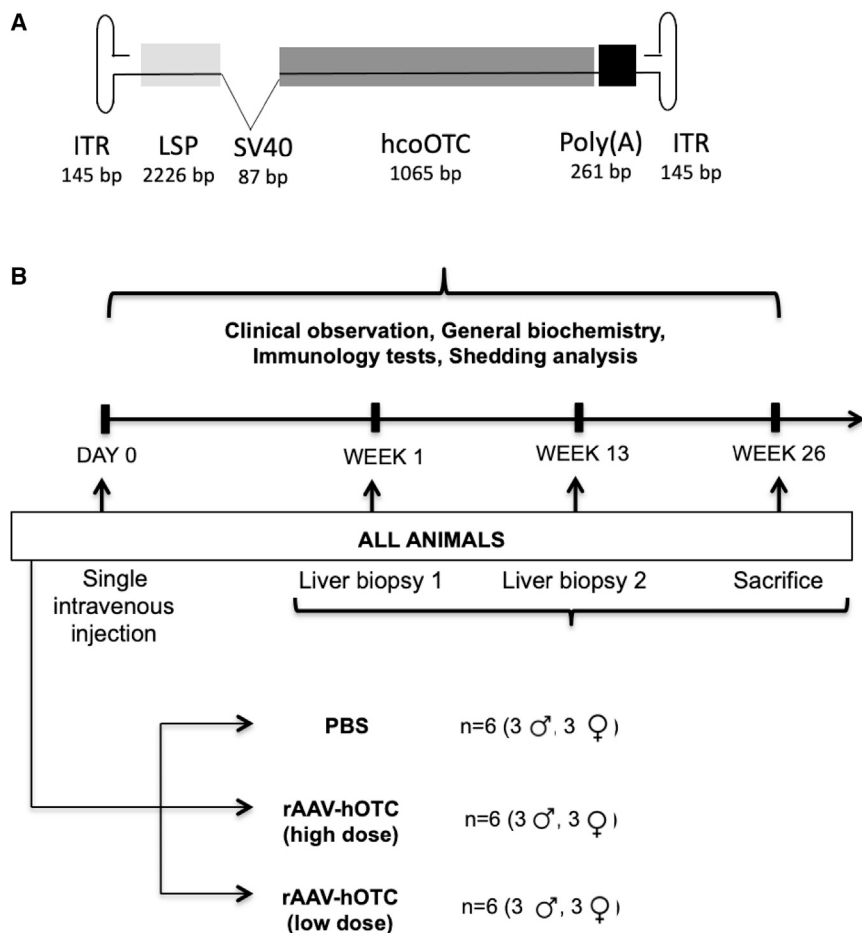 A
ITR LSP SV40 hcoOTC Poly(A) ITR
145 bp 2226 bp 87 bp 1065 bp 261 bp 145 bp
B
Clinical observation, General biochemistry,
Immunology tests, Shedding analysis
DAY 0 WEEK 1 WEEK 13 WEEK 26
ALL ANIMALS
Single
intravenous
injection
Liver biopsy 1 Liver biopsy 2 Sacrifice
PBS n=6 (3 ♂, 3 ♀)
rAAV-hOTC
(high dose)
n=6 (3 ♂, 3 ♀)
rAAV-hOTC
(low dose)
n=6 (3 ♂, 3 ♀)